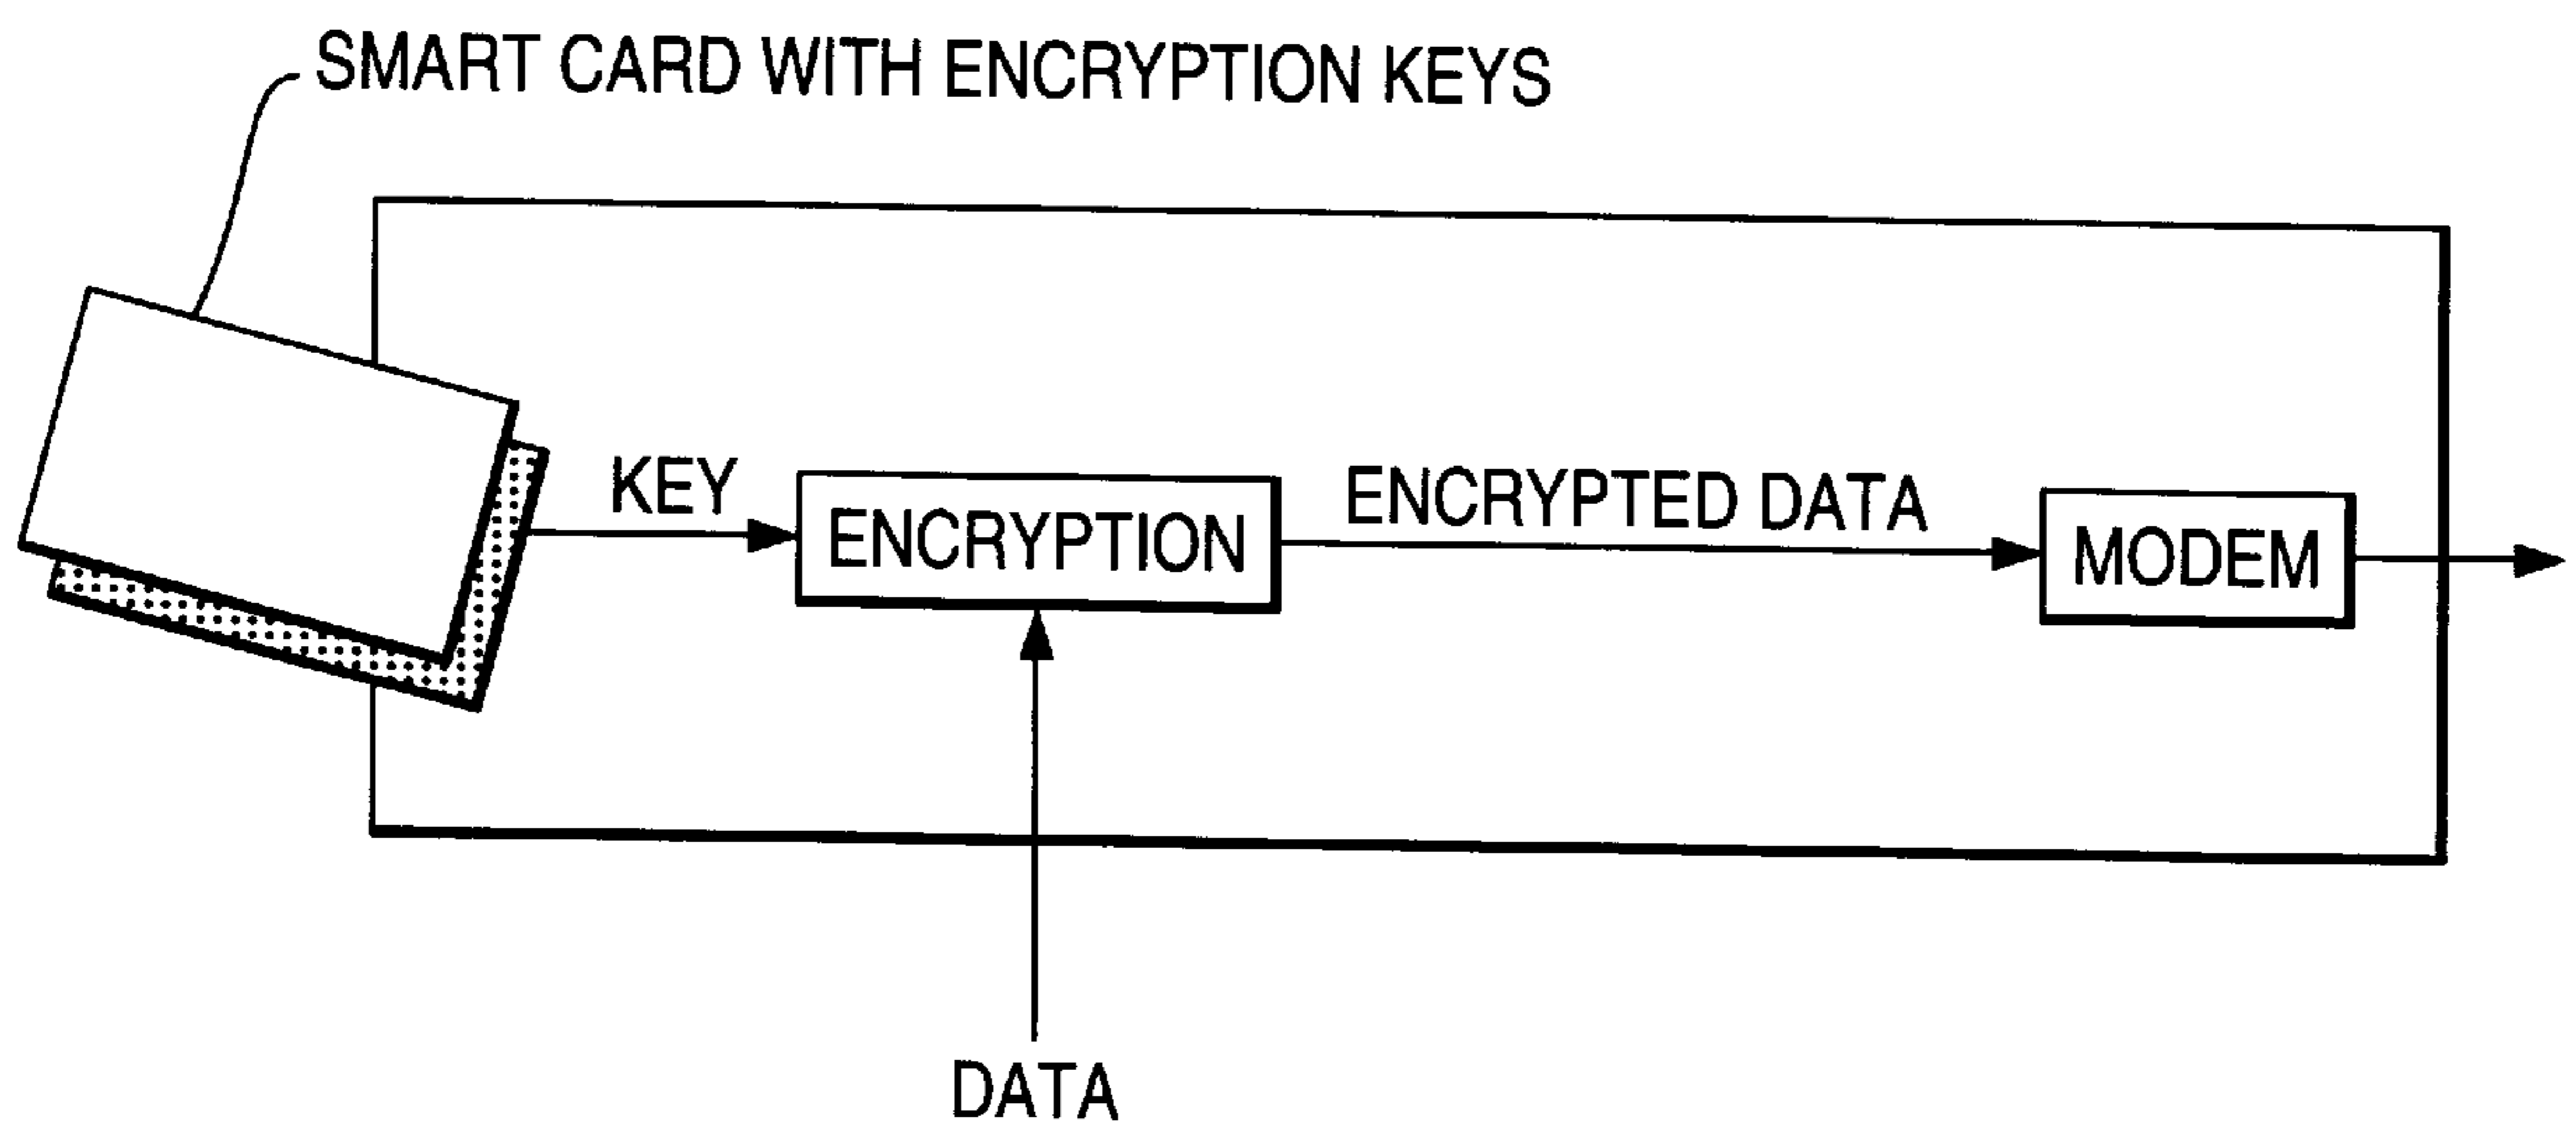 SMART CARD WITH ENCRYPTION KEYS
KEY
ENCRYPTION
ENCRYPTED DATA
MODEM
DATA